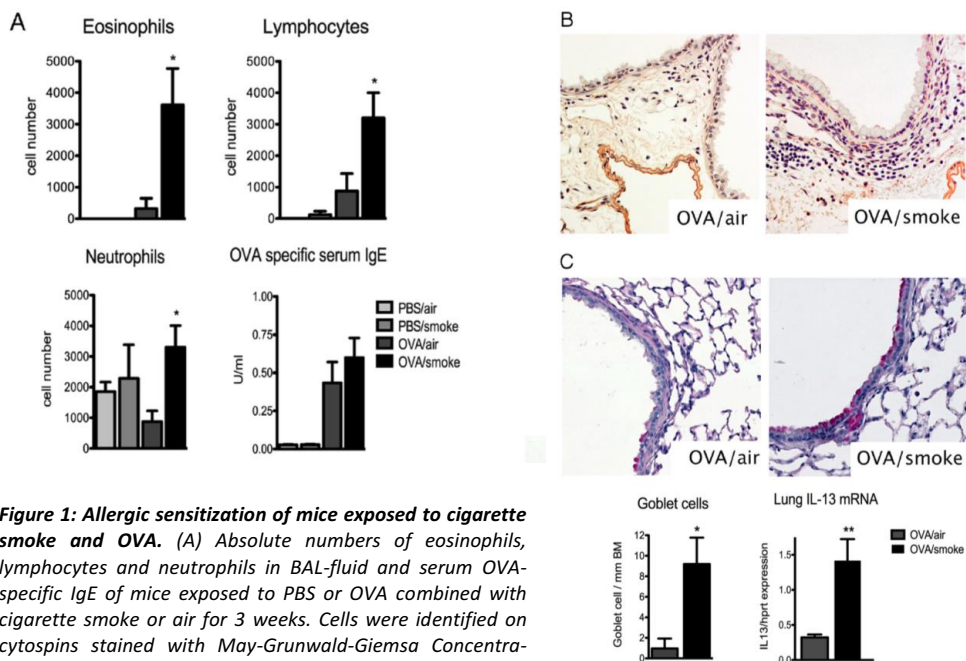 A
Eosinophils
Lymphocytes
cell number
5000
4000
3000
2000
1000
0
*
cell number
5000
4000
3000
2000
1000
0
*
Neutrophils
OVA specific serum IgE
cell number
5000
4000
3000
2000
1000
0
*
U/ml
1.00
0.75
0.50
0.25
0.00
PBS/air
PBS/smoke
OVA/air
OVA/smoke
Figure 1: Allergic sensitization of mice exposed to cigarette
smoke and OVA. (A) Absolute numbers of eosinophils,
lymphocytes and neutrophils in BAL-fluid and serum OVA-
specific IgE of mice exposed to PBS or OVA combined with
cigarette smoke or air for 3 weeks. Cells were identified on
cytospins stained with May-Grunwald-Giemsa Concentra-
B
OVA/air
OVA/smoke
C
OVA/air
OVA/smoke
Goblet cells
Lung IL-13 mRNA
Goblet cell / mm BM
12
10
8
6
4
2
0
*
IL13/hprt expression
1.5
1.0
0.5
0.0
**
OVA/air
OVA/smoke